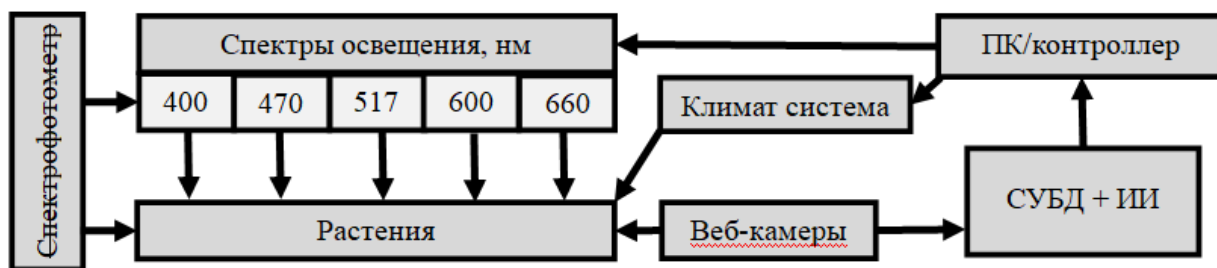 Спектрофотометр
Спектры освещения, нм
400 470 517 600 660
Растения
Климат система
Веб-камеры
ПК/контроллер
СУБД + ИИ